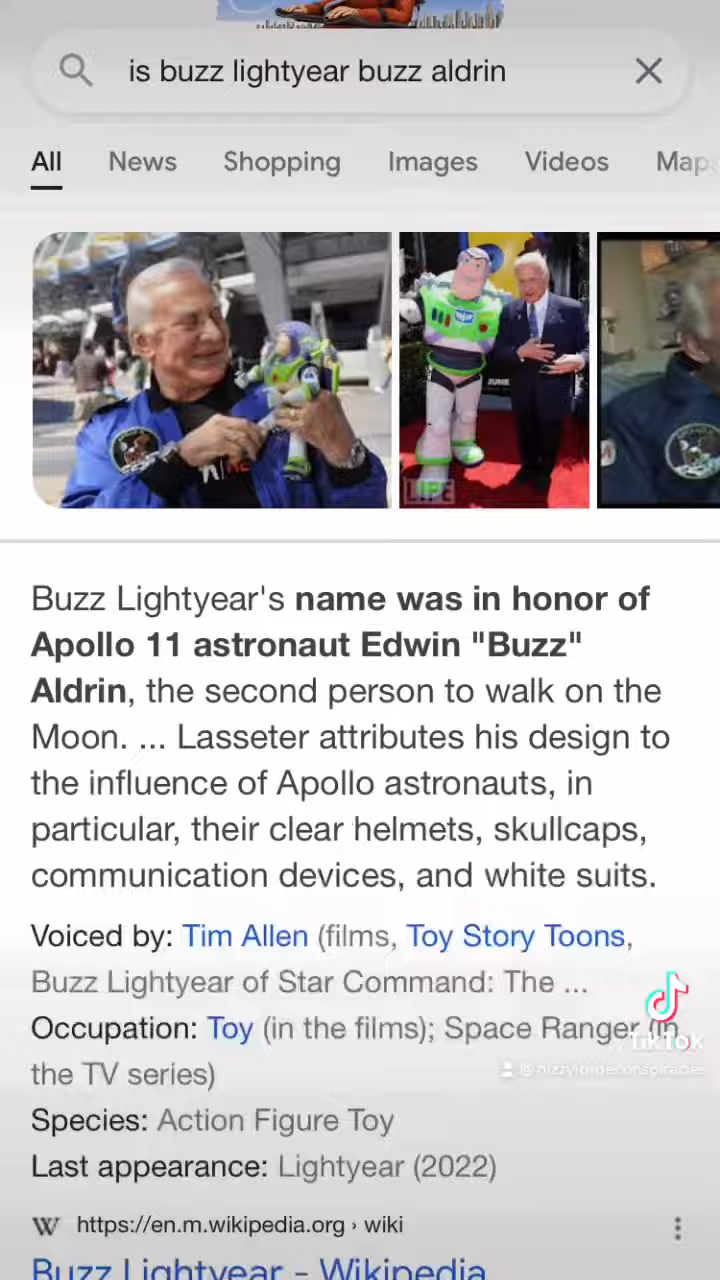 is buzz lightyear buzz aldrin
All News Shopping Images Videos Maps
JUNE
LIFE
Buzz Lightyear's name was in honor of
Apollo 11 astronaut Edwin "Buzz"
Aldrin, the second person to walk on the
Moon. ... Lasseter attributes his design to
the influence of Apollo astronauts, in
particular, their clear helmets, skullcaps,
communication devices, and white suits.
Voiced by: Tim Allen (films, Toy Story Toons,
Buzz Lightyear of Star Command: The ...
Occupation: Toy (in the films); Space Ranger (in
the TV series)
TikTok
Species: Action Figure Toy
Last appearance: Lightyear (2022)
W https://en.m.wikipedia.org › wiki
Buzz Lightyear - Wikipedia